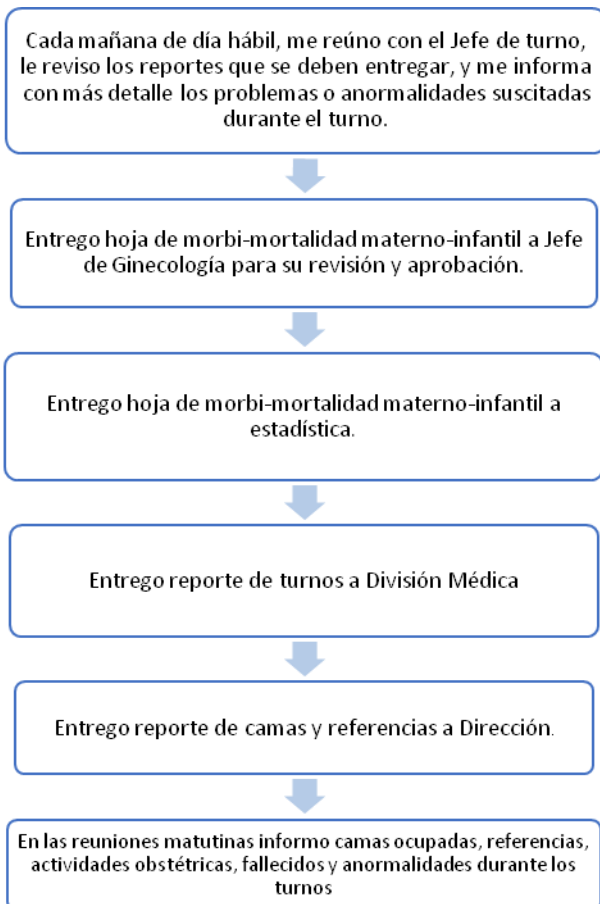 Cada mañana de día hábil, me reúno con el Jefe de turno,
le reviso los reportes que se deben entregar, y me informa
con más detalle los problemas o anormalidades suscitadas
durante el turno.
Entrego hoja de morbi-mortalidad materno-infantil a Jefe
de Ginecología para su revisión y aprobación.
Entrego hoja de morbi-mortalidad materno-infantil a
estadística.
Entrego reporte de turnos a División Médica
Entrego reporte de camas y referencias a Dirección.
En las reuniones matutinas informo camas ocupadas, referencias,
actividades obstétricas, fallecidos y anormalidades durante los
turnos